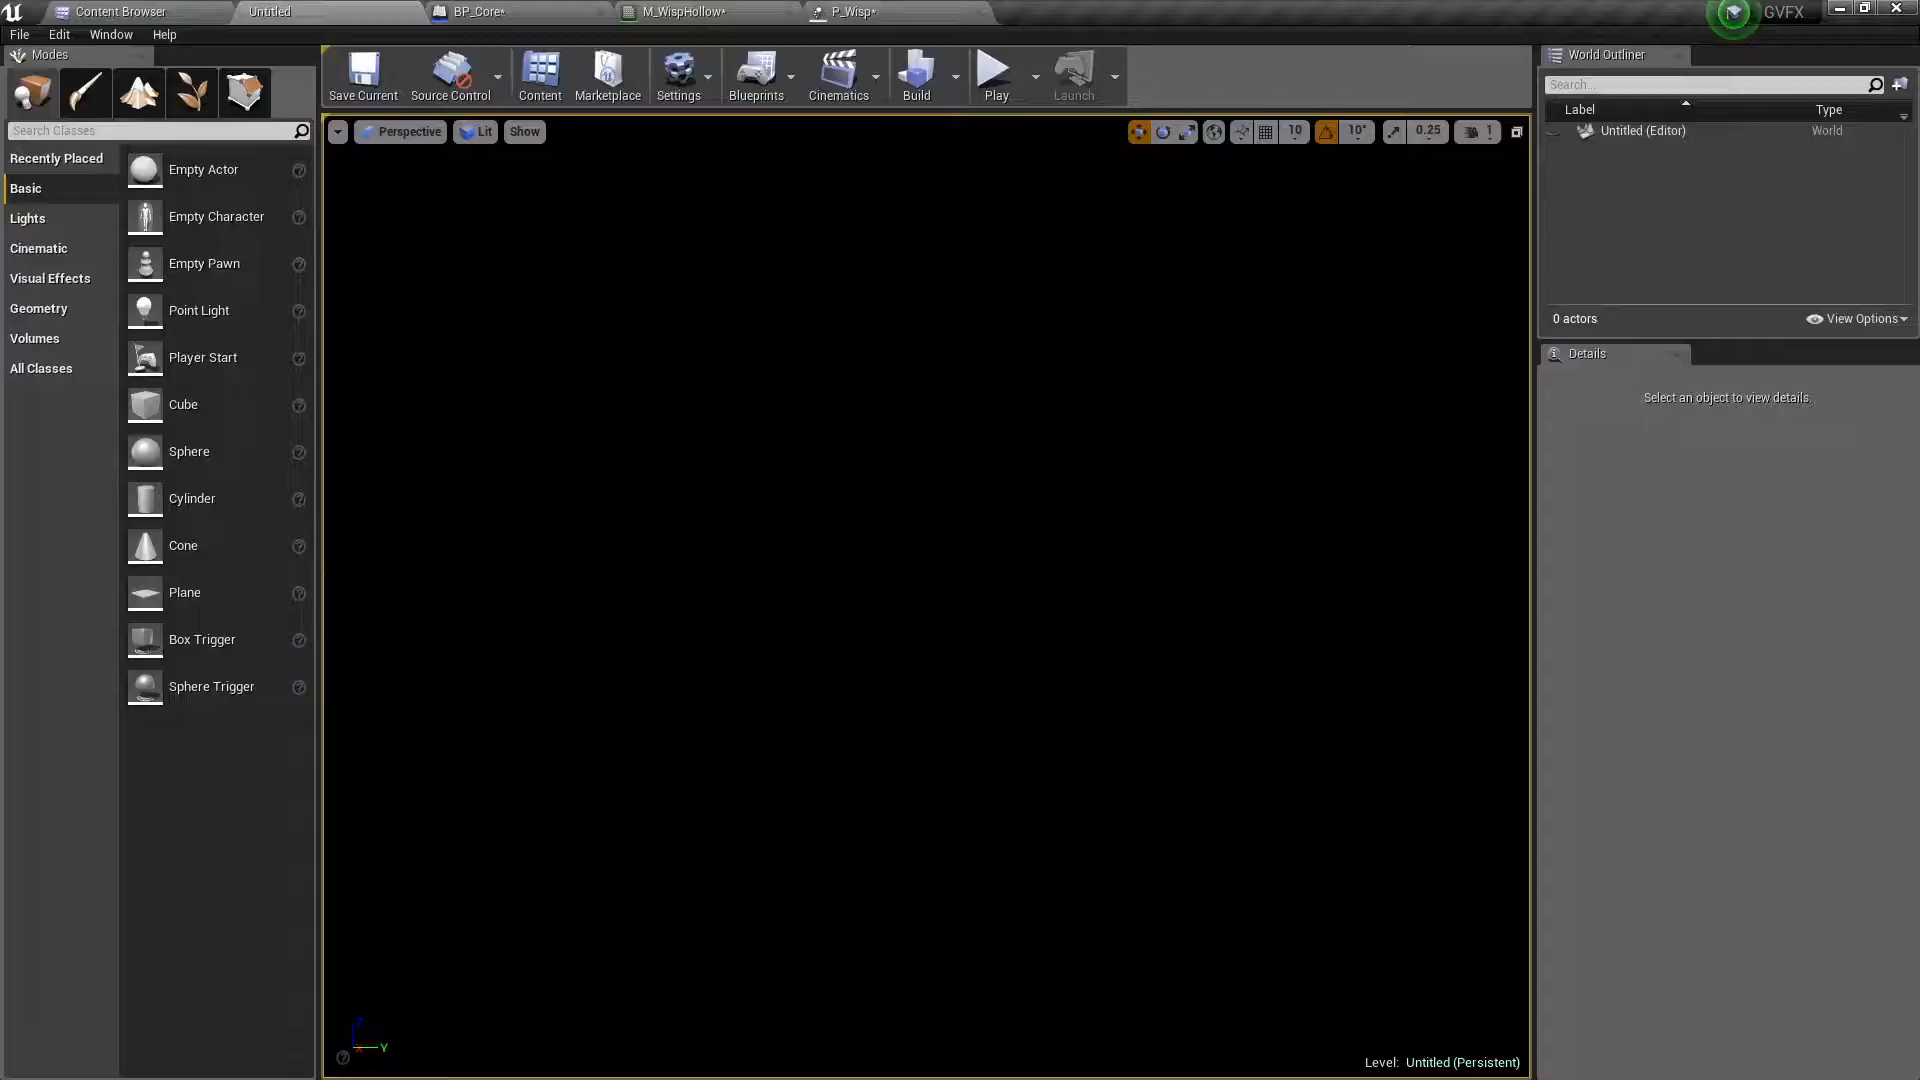 Content Browser
Untitled
BP_Core*
M_WispHollow*
P_Wisp*
GVFX
File Edit Window Help
Modes
Search Classes
Recently Placed
Basic
Lights
Cinematic
Visual Effects
Geometry
Volumes
All Classes
Empty Actor
Empty Character
Empty Pawn
Point Light
Player Start
Cube
Sphere
Cylinder
Cone
Plane
Box Trigger
Sphere Trigger
Save Current
Source Control
Content
Marketplace
Settings
Blueprints
Cinematics
Build
Play
Launch
Perspective
Lit
Show
10
10°
0.25
1
Z
X
Y
Level: Untitled (Persistent)
World Outliner
Search...
Label Type
Untitled (Editor) World
0 actors View Options
Details
Select an object to view details.